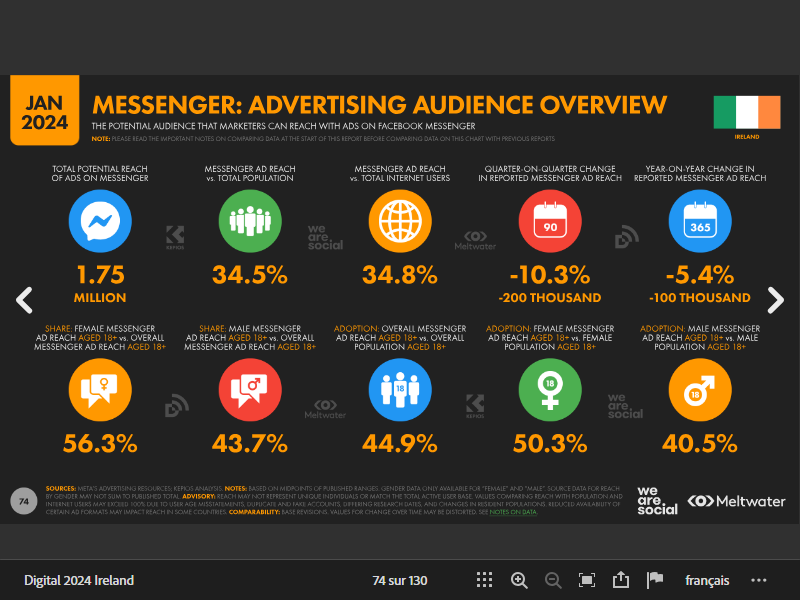 JAN
2024
MESSENGER: ADVERTISING AUDIENCE OVERVIEW
THE POTENTIAL AUDIENCE THAT MARKETERS CAN REACH WITH ADS ON FACEBOOK MESSENGER
NOTE: PLEASE READ THE IMPORTANT NOTES ON COMPARING DATA AT THE START OF THIS REPORT BEFORE COMPARING DATA ON THIS CHART WITH PREVIOUS REPORTS
IRELAND
TOTAL POTENTIAL REACH
OF ADS ON MESSENGER
1.75
MILLION
MESSENGER AD REACH
vs. TOTAL POPULATION
34.5%
MESSENGER AD REACH
vs. TOTAL INTERNET USERS
34.8%
QUARTER-ON-QUARTER CHANGE
IN REPORTED MESSENGER AD REACH
90
-10.3%
-200 THOUSAND
YEAR-ON-YEAR CHANGE IN
REPORTED MESSENGER AD REACH
365
-5.4%
-100 THOUSAND
KEPIOS
we
are.
social
Meltwater
SHARE: FEMALE MESSENGER
AD REACH AGED 18+ vs. OVERALL
MESSENGER AD REACH AGED 18+
56.3%
SHARE: MALE MESSENGER
AD REACH AGED 18+ vs. OVERALL
MESSENGER AD REACH AGED 18+
43.7%
ADOPTION: OVERALL MESSENGER
AD REACH AGED 18+ vs. OVERALL
POPULATION AGED 18+
18
44.9%
ADOPTION: FEMALE MESSENGER
AD REACH AGED 18+ vs. FEMALE
POPULATION AGED 18+
18
50.3%
ADOPTION: MALE MESSENGER
AD REACH AGED 18+ vs. MALE
POPULATION AGED 18+
18
40.5%
Meltwater
KEPIOS
we
are.
social
74
SOURCES: META'S ADVERTISING RESOURCES; KEPIOS ANALYSIS. NOTES: BASED ON MIDPOINTS OF PUBLISHED RANGES. GENDER DATA ONLY AVAILABLE FOR "FEMALE" AND "MALE". SOURCE DATA FOR REACH
BY GENDER MAY NOT SUM TO PUBLISHED TOTAL. ADVISORY: REACH MAY NOT REPRESENT UNIQUE INDIVIDUALS OR MATCH THE TOTAL ACTIVE USER BASE. VALUES COMPARING REACH WITH POPULATION AND
INTERNET USERS MAY EXCEED 100% DUE TO USER AGE MISSTATEMENTS, DUPLICATE AND FAKE ACCOUNTS, DIFFERING RESEARCH DATES, AND CHANGES IN RESIDENT POPULATIONS. REDUCED AVAILABILITY OF
CERTAIN AD FORMATS MAY IMPACT REACH IN SOME COUNTRIES. COMPARABILITY: BASE REVISIONS. VALUES FOR CHANGE OVER TIME MAY BE DISTORTED. SEE NOTES ON DATA.
we
are.
social
Meltwater
Digital 2024 Ireland
74 sur 130
français